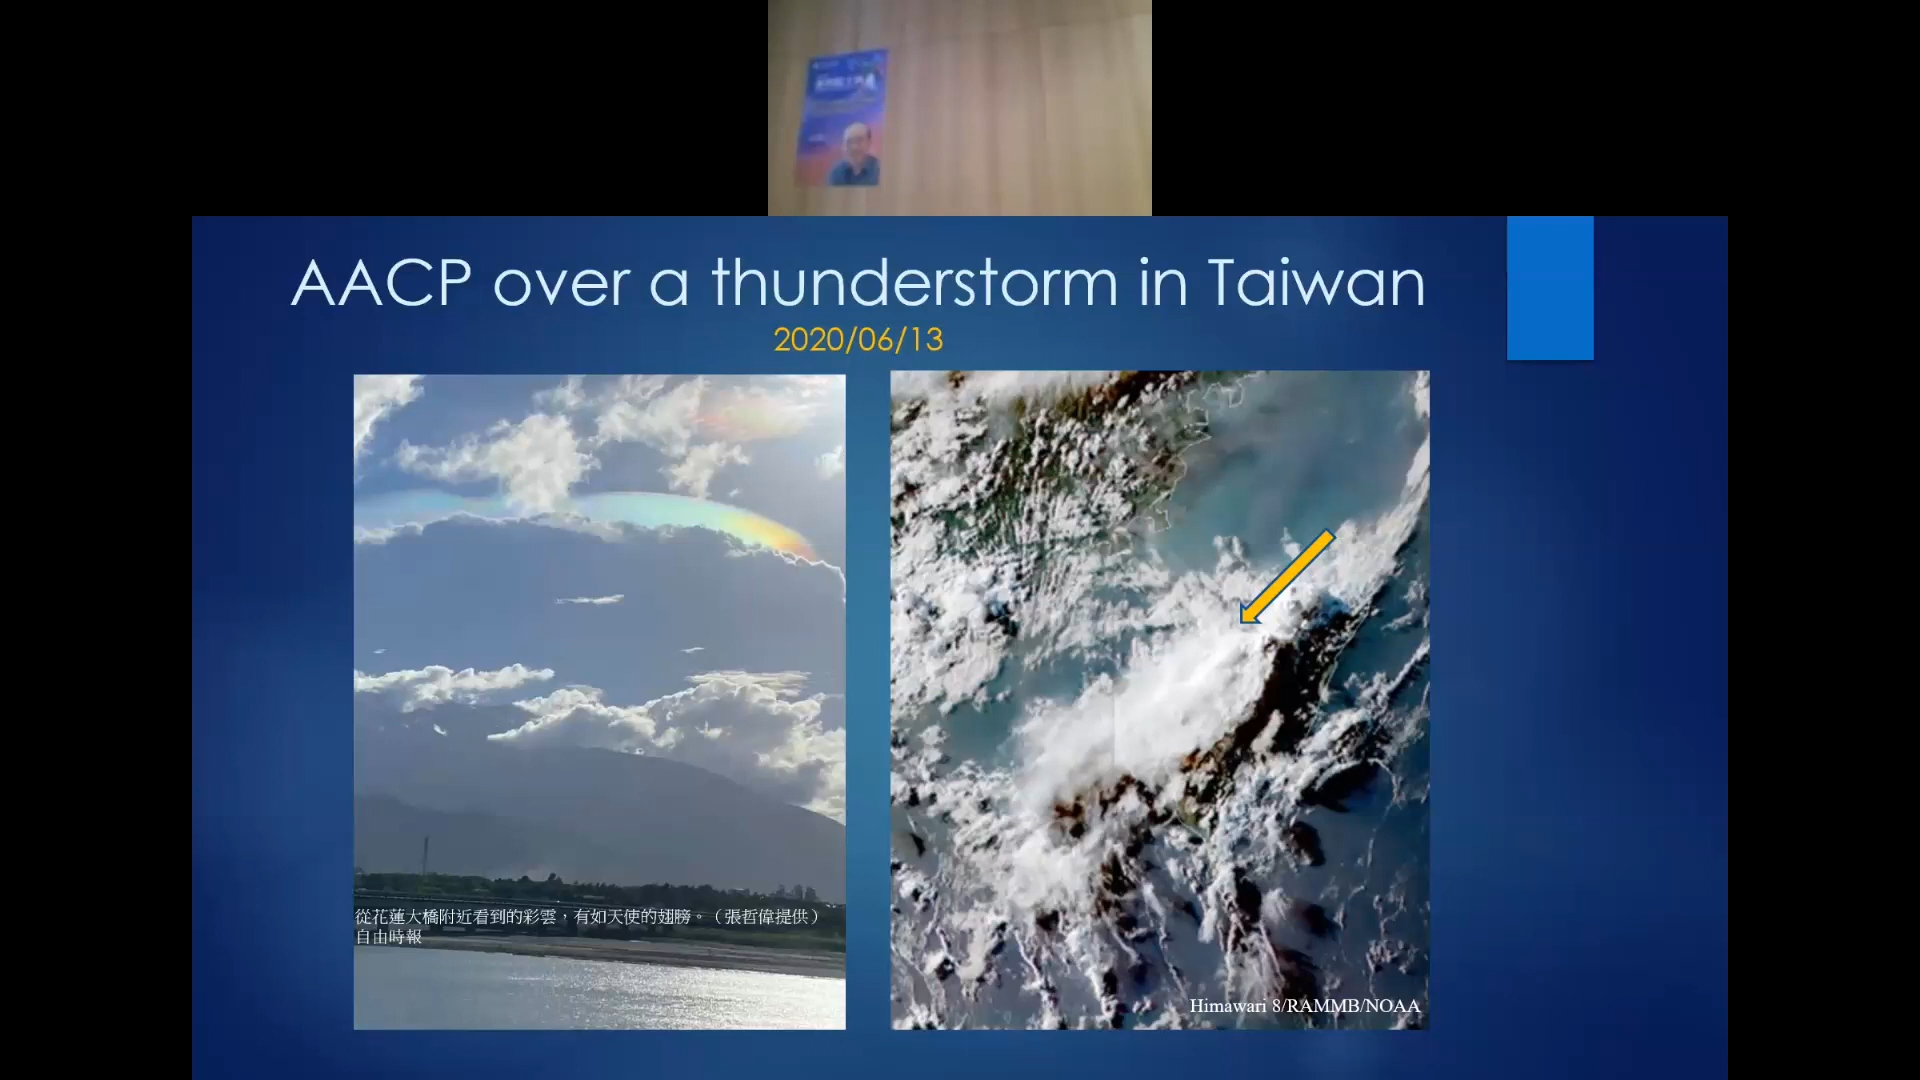 AACP over a thunderstorm in Taiwan
2020/06/13
從花蓮大橋附近看到的彩雲，有如天使的翅膀。（張哲偉提供）
自由時報
Himawari 8/RAMMB/NOAA